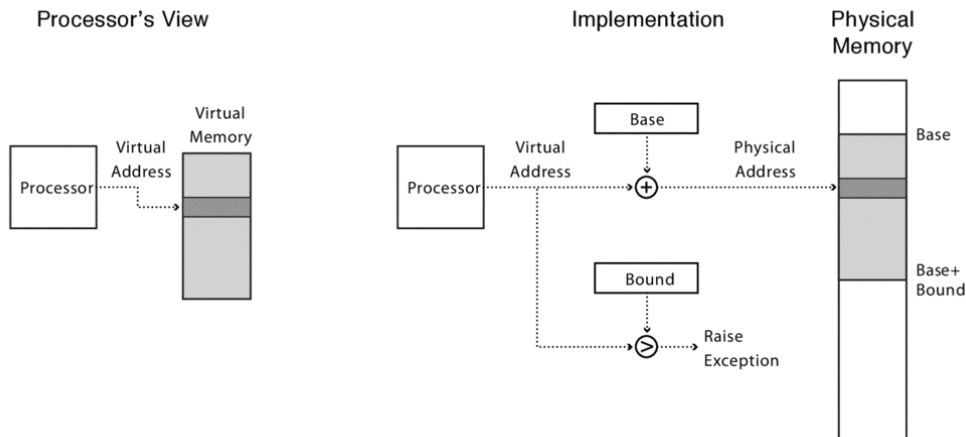 Processor's View
Virtual
Memory
Virtual
Address
Processor
Implementation
Base
Virtual
Address
Physical
Address
Processor
+
Bound
>
Raise
Exception
Physical
Memory
Base
Base+
Bound